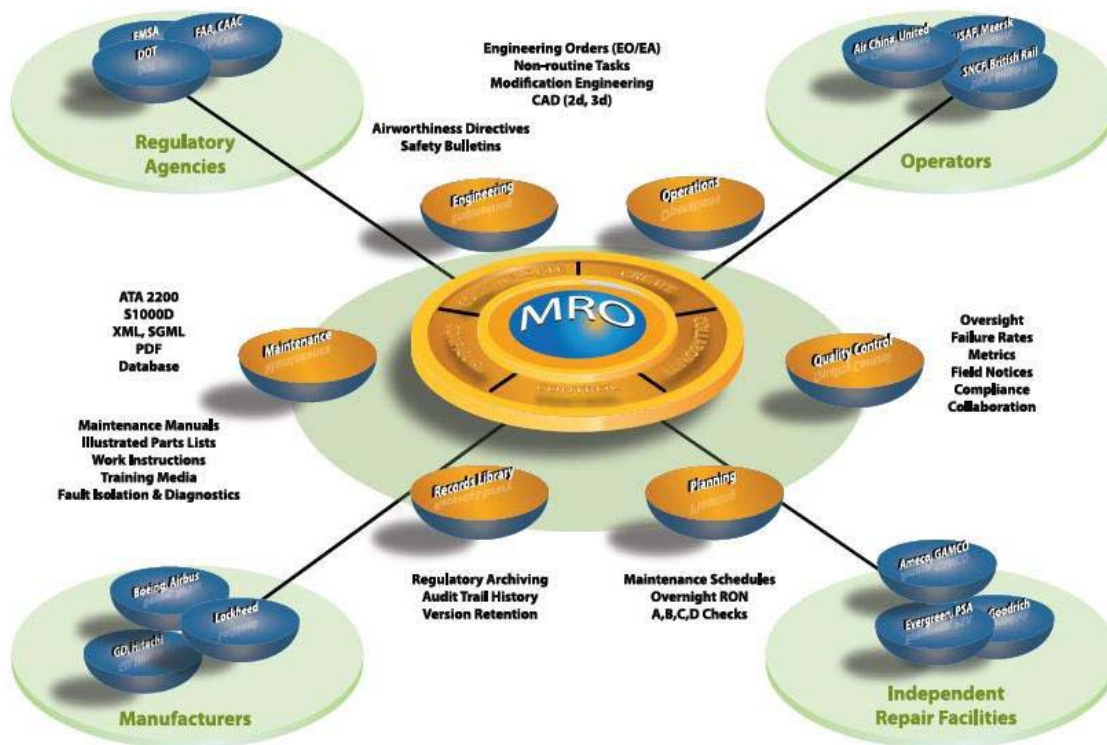 EMSA
FAA, CAAC
DOT
Regulatory
Agencies
Engineering Orders (EO/EA)
Non-routine Tasks
Modification Engineering
CAD (2d, 3d)
Airworthiness Directives
Safety Bulletins
Air China, United
USAF, Maersk
SNCF, British Rail
Operators
Engineering
Operations
CREATE
COLLABORATE
MRO
ATA 2200
S1000D
XML, SGML
PDF
Database
Maintenance
Quality Control
Oversight
Failure Rates
Metrics
Field Notices
Compliance
Collaboration
Maintenance Manuals
Illustrated Parts Lists
Work Instructions
Training Media
Fault Isolation & Diagnostics
Records Library
Planning
Regulatory Archiving
Audit Trail History
Version Retention
Maintenance Schedules
Overnight RON
A,B,C,D Checks
Boeing, Airbus
Lockheed
GD, Hitachi
Manufacturers
Ameco, GAMCO
Evergreen, PSA
Goodrich
Independent
Repair Facilities